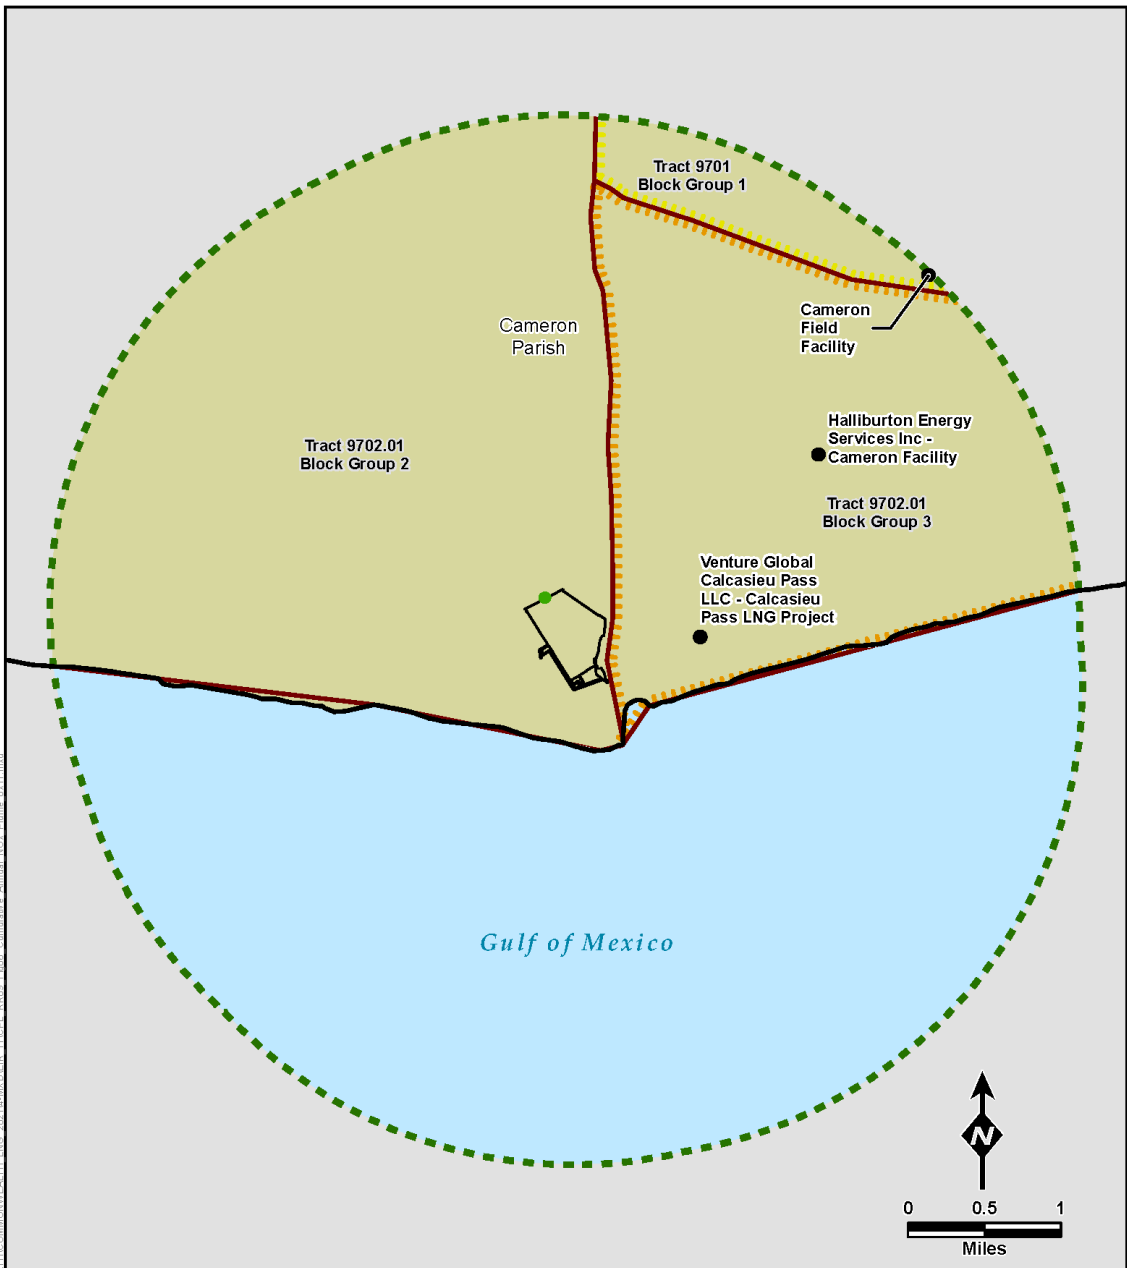 Tract 9701
Block Group 1
Cameron
Field
Facility
Cameron
Parish
Halliburton Energy
Services Inc -
Cameron Facility
Tract 9702.01
Block Group 2
Tract 9702.01
Block Group 3
Venture Global
Calcasieu Pass
LLC - Calcasieu
Pass LNG Project
Gulf of Mexico
N
0 0.5 1
Miles